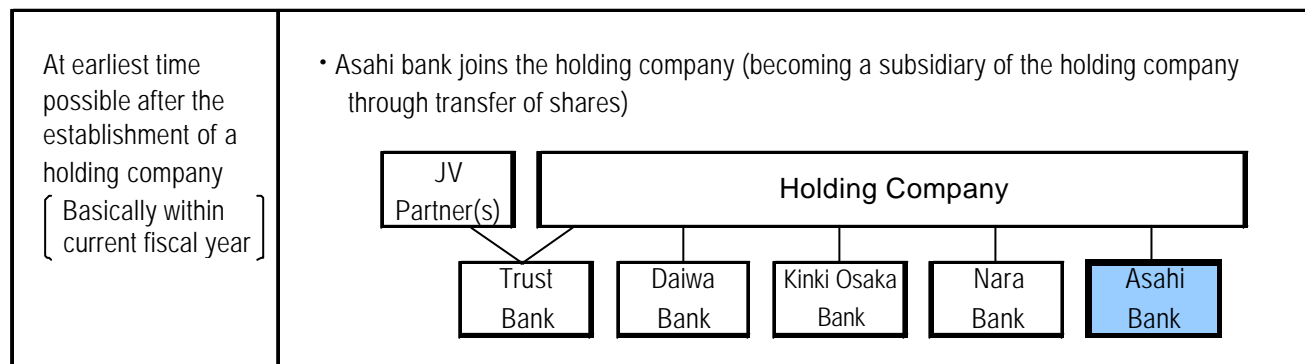 At earliest time
possible after the
establishment of a
holding company
Basically within
current fiscal year
・Asahi bank joins the holding company (becoming a subsidiary of the holding company
through transfer of shares)
JV
Partner(s)
Holding Company
Trust
Bank
Daiwa
Bank
Kinki Osaka
Bank
Nara
Bank
Asahi
Bank